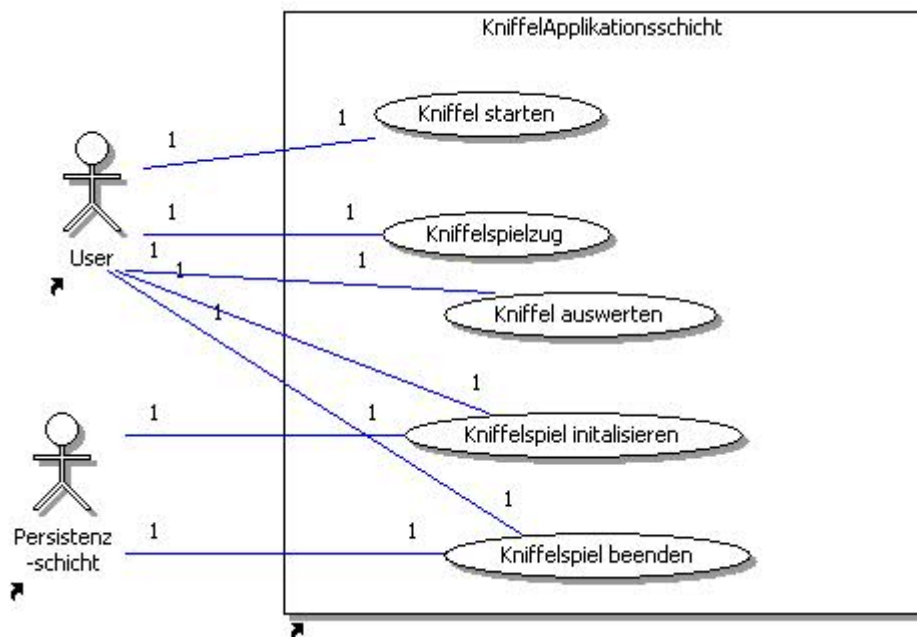 KniffelApplikationsschicht
Kniffel starten
1
1
1
1
Kniffelspielzug
User
1
1
1
Kniffel auswerten
1
1
1
1
Kniffelspiel initalisieren
1
1
1
Kniffelspiel beenden
Persistenz
-schicht